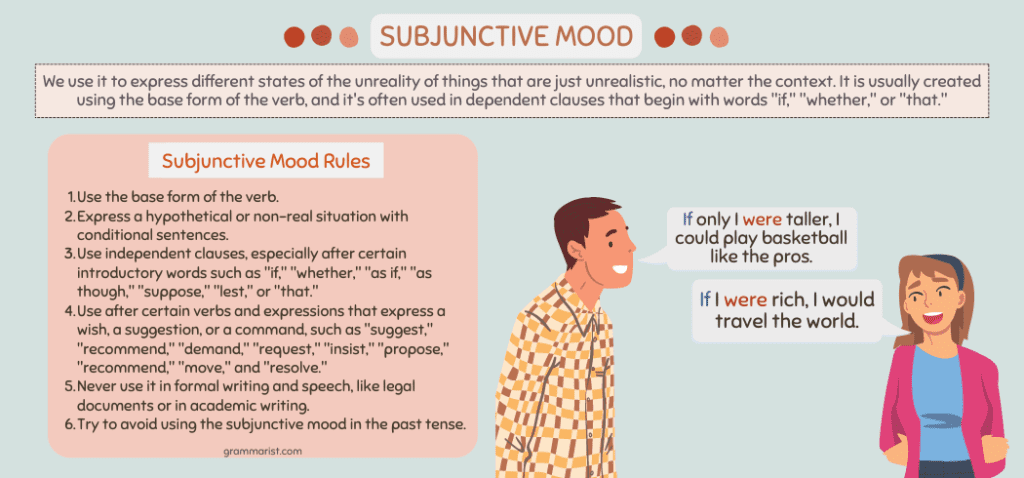 SUBJUNCTIVE MOOD
We use it to express different states of the unreality of things that are just unrealistic, no matter the context. It is usually created
using the base form of the verb, and it's often used in dependent clauses that begin with words "if," "whether," or "that."
Subjunctive Mood Rules
1. Use the base form of the verb.
2. Express a hypothetical or non-real situation with
conditional sentences.
3. Use independent clauses, especially after certain
introductory words such as "if," "whether," "as if," "as
though," "suppose," "lest," or "that."
4. Use after certain verbs and expressions that express a
wish, a suggestion, or a command, such as "suggest,"
"recommend," "demand," "request," "insist," "propose,"
"recommend," "move," and "resolve."
5. Never use it in formal writing and speech, like legal
documents or in academic writing.
6. Try to avoid using the subjunctive mood in the past tense.
grammarist.com
If only I were taller, I
could play basketball
like the pros.
If I were rich, I would
travel the world.